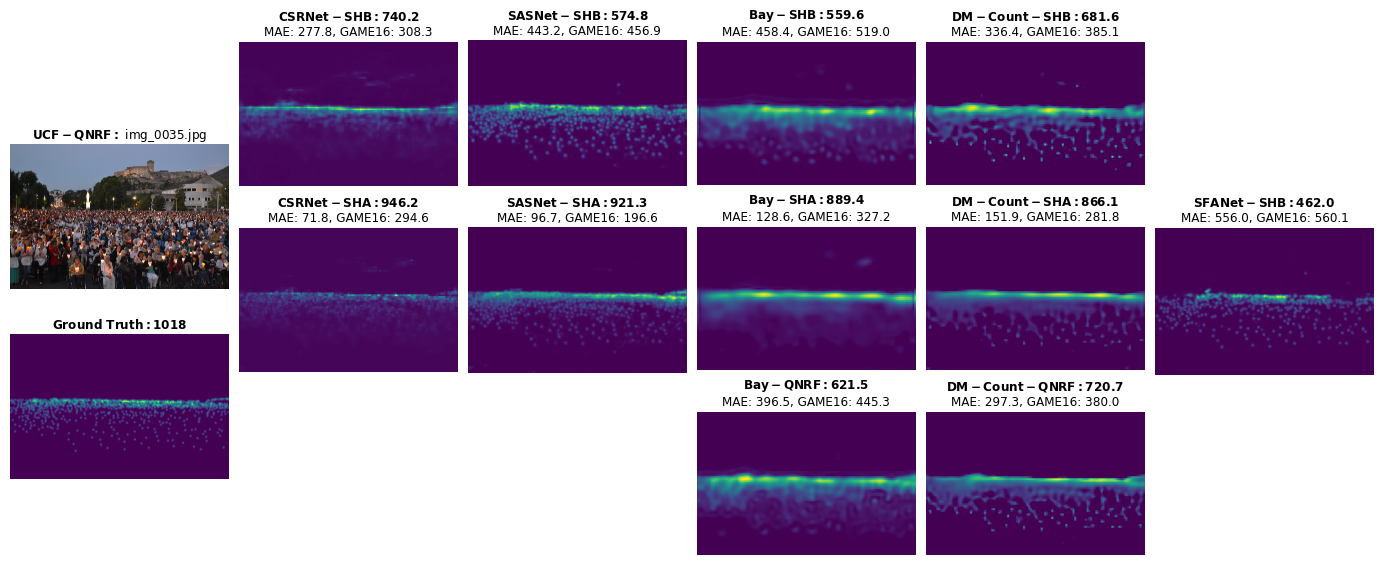 CSRNet − SHB : 740.2
MAE: 277.8, GAME16: 308.3
SASNet − SHB : 574.8
MAE: 443.2, GAME16: 456.9
Bay − SHB : 559.6
MAE: 458.4, GAME16: 519.0
DM − Count − SHB : 681.6
MAE: 336.4, GAME16: 385.1
UCF − QNRF : img_0035.jpg
CSRNet − SHA : 946.2
MAE: 71.8, GAME16: 294.6
SASNet − SHA : 921.3
MAE: 96.7, GAME16: 196.6
Bay − SHA : 889.4
MAE: 128.6, GAME16: 327.2
DM − Count − SHA : 866.1
MAE: 151.9, GAME16: 281.8
SFANet − SHB : 462.0
MAE: 556.0, GAME16: 560.1
Ground Truth : 1018
Bay − QNRF : 621.5
MAE: 396.5, GAME16: 445.3
DM − Count − QNRF : 720.7
MAE: 297.3, GAME16: 380.0